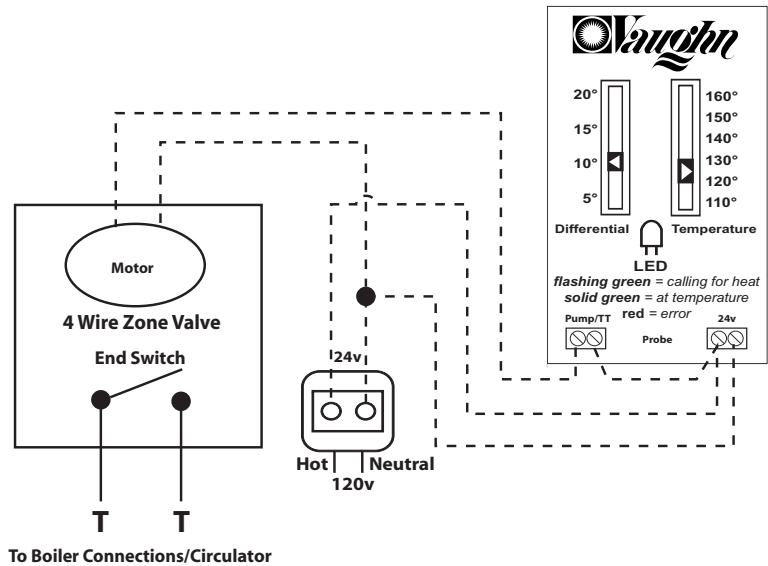 Vaughn
20°
15°
10°
5°
160°
150°
140°
130°
120°
110°
Differential
Temperature
LED
flashing green = calling for heat
solid green = at temperature
red = error
Pump/TT
Probe
24v
Motor
4 Wire Zone Valve
End Switch
24v
Hot
Neutral
120v
T
T
To Boiler Connections/Circulator